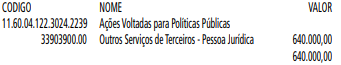 CODIGO NOME VALOR
11.60.04.122.3024.2239 Ações Voltadas para Políticas Públicas
33903900.00 Outros Serviços de Terceiros - Pessoa Jurídica 640.000,00
640.000,00